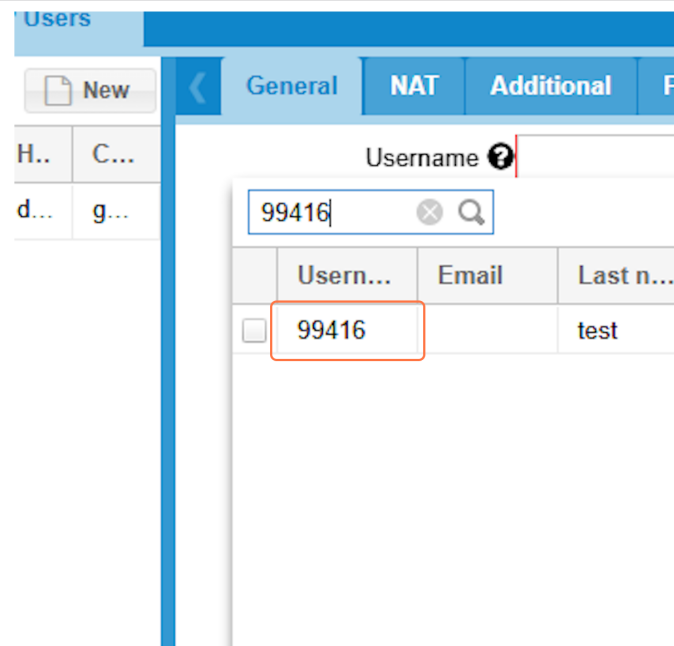 Users
New
General NAT Additional
H.. C...
Username
d... g...
99416
Usern... Email Last n...
99416 test